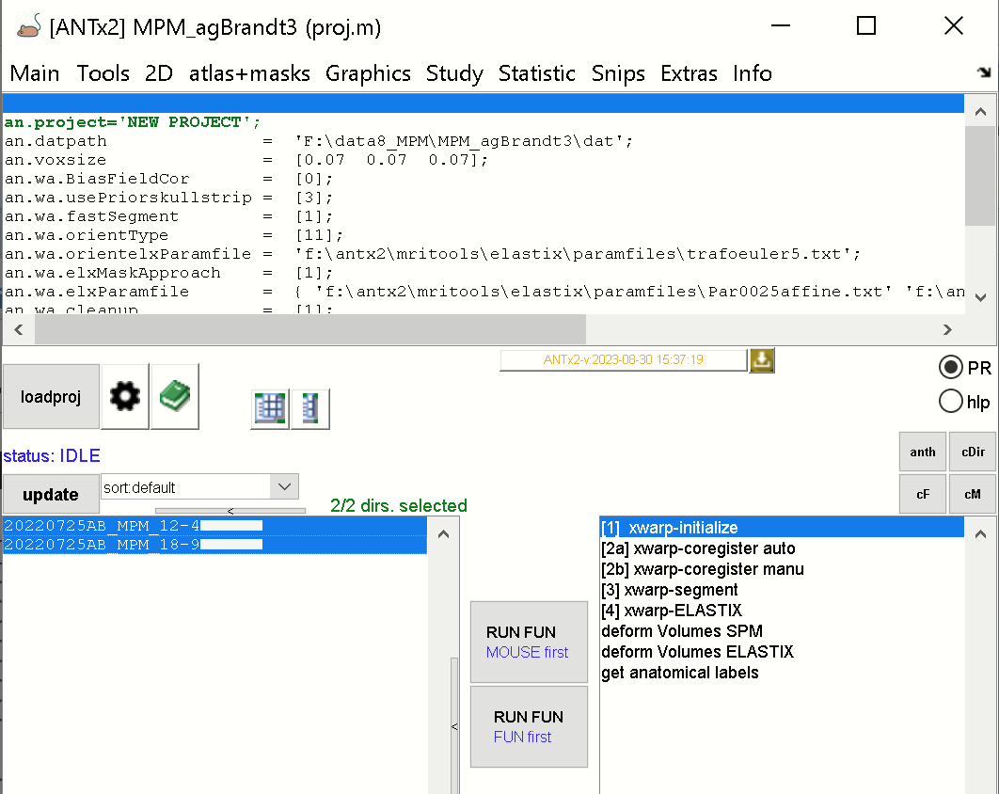 [ANTx2] MPM_agBrandt3 (proj.m)
Main Tools 2D atlas+masks Graphics Study Statistic Snips Extras Info
an.project='NEW PROJECT';
an.datpath = 'F:\data8_MPM\MPM_agBrandt3\dat';
an.voxsize = [0.07 0.07 0.07];
an.wa.BiasFieldCor = [0];
an.wa.usePriorskullstrip = [3];
an.wa.fastSegment = [1];
an.wa.orientType = [11];
an.wa.orientelxParamfile = 'f:\antx2\mritools\elastix\paramfiles\trafoeuler5.txt';
an.wa.elxMaskApproach = [1];
an.wa.elxParamfile = { 'f:\antx2\mritools\elastix\paramfiles\Par0025affine.txt' 'f:\an
an.wa.cleanup = [1];
ANTx2-v:2023-08-30 15:37:19
PR
loadproj
hlp
status: IDLE
anth cDir
update
sort:default
cF cM
<
2/2 dirs. selected
20220725AB_MPM_12-4
20220725AB_MPM_18-9
[1] xwarp-initialize
[2a] xwarp-coregister auto
[2b] xwarp-coregister manu
[3] xwarp-segment
[4] xwarp-ELASTIX
deform Volumes SPM
deform Volumes ELASTIX
get anatomical labels
RUN FUN
MOUSE first
RUN FUN
FUN first
<